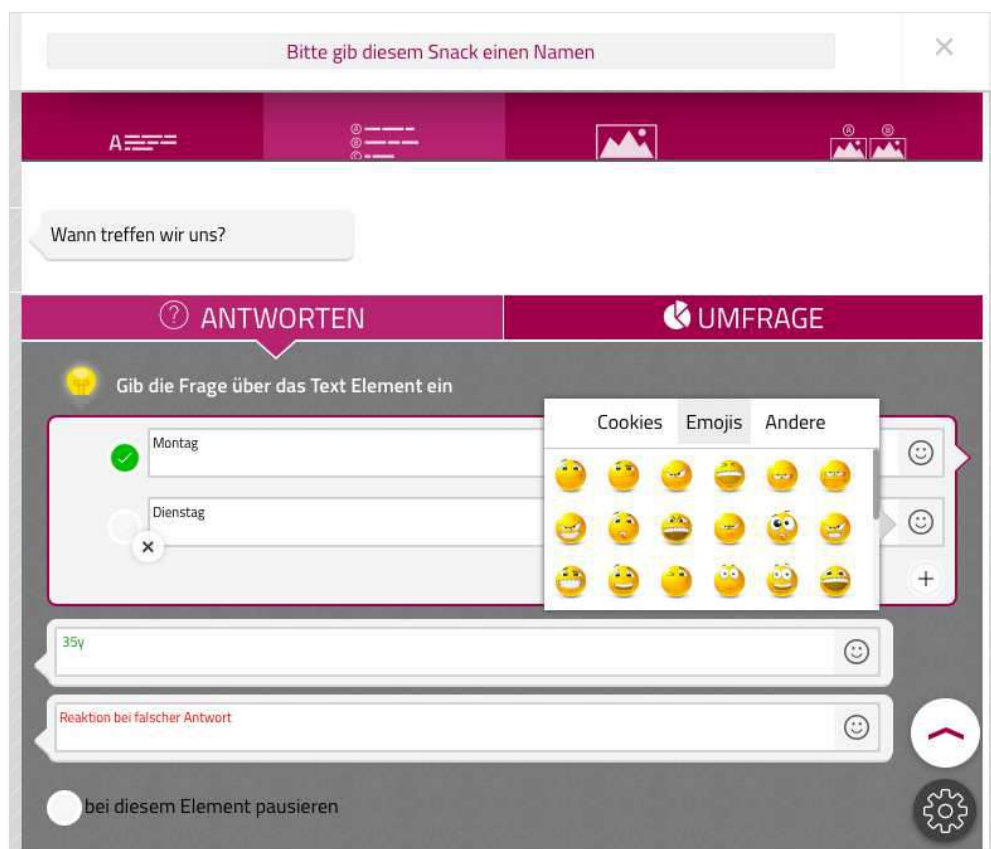 Bitte gib diesem Snack einen Namen
A
A
B
C
A B
Wann treffen wir uns?
? ANTWORTEN
UMFRAGE
Gib die Frage über das Text Element ein
Cookies Emojis Andere
Montag
Dienstag
35y
Reaktion bei falscher Antwort
bei diesem Element pausieren